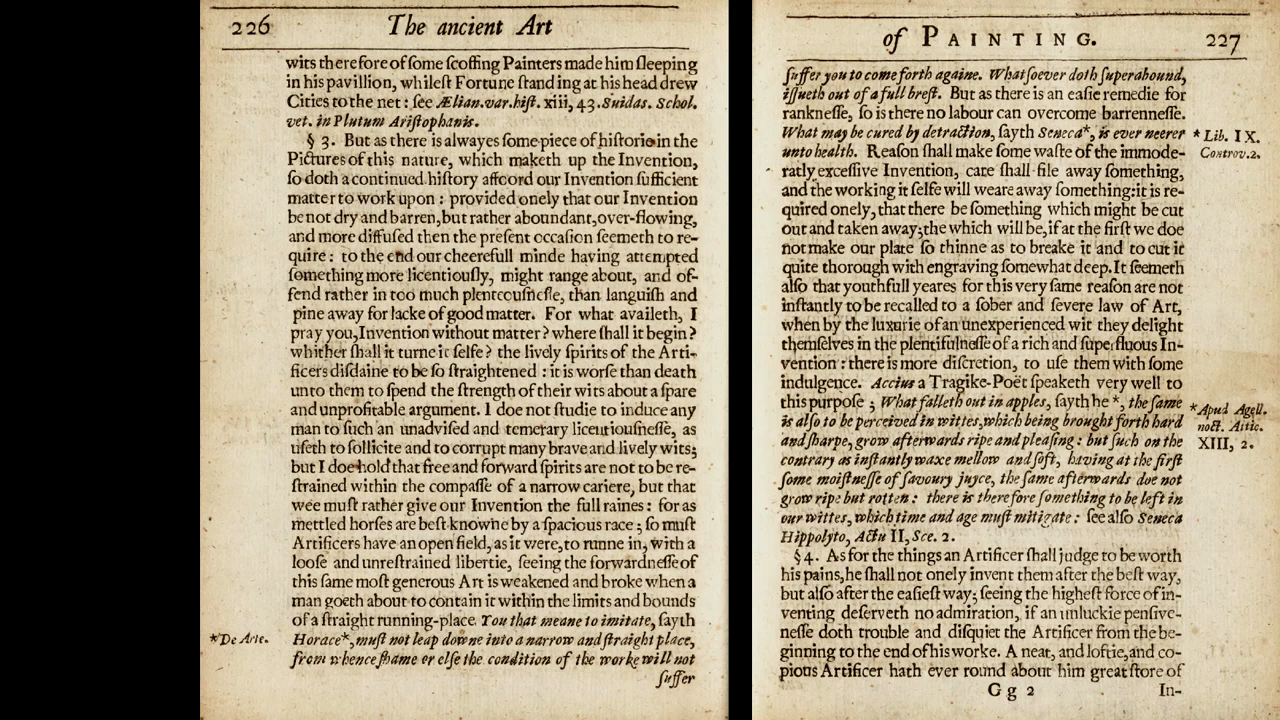 226 The ancient Art
wits therefore of some scoffing Painters made him sleeping
in his pavillion, whilest Fortune standing at his head drew
Cities to the net : see Ælian.var.hist. xiii, 43. Suidas. Schol.
vet. in Plutum Aristophanis.
§ 3. But as there is alwayes some piece of historie in the
Pictures of this nature, which maketh up the Invention,
so doth a continued history affoord our Invention sufficient
matter to work upon : provided onely that our Invention
be not dry and barren, but rather aboundant, over-flowing,
and more diffused then the present occasion seemeth to re-
quire : to the end our cheerefull minde having attempted
something more licentiously, might range about, and of-
fend rather in too much plenteousnesse, than languish and
pine away for lacke of good matter. For what availeth, I
pray you, Invention without matter ? where shall it begin ?
whither shall it turne it selfe ? the lively spirits of the Arti-
ficers disdaine to be so straightened : it is worse than death
unto them to spend the strength of their wits about a spare
and unprofitable argument. I doe not studie to induce any
man to such an unadvised and temerary licentiousnesse, as
useth to sollicite and to corrupt many brave and lively wits;
but I doe hold that free and forward spirits are not to be re-
strained within the compasse of a narrow cariere, but that
wee must rather give our Invention the full raines : for as
mettled horses are best knowne by a spacious race ; so must
Artificers have an open field, as it were, to runne in, with a
loose and unrestrained libertie, seeing the forwardnesse of
this same most generous Art is weakened and broke when a
man goeth about to contain it within the limits and bounds
of a straight running-place. You that meane to imitate, sayth
*De Arte. Horace*, must not leap downe into a narrow and straight place,
from whence shame or else the condition of the worke will not
suffer
of PAINTING. 227
suffer you to come forth againe. Whatsoever doth superabound,
issueth out of a full brest. But as there is an easie remedie for
ranknesse, so is there no labour can overcome barrennesse.
What may be cured by detraction, sayth Seneca*, is ever neerer * Lib. IX.
unto health. Reason shall make some waste of the immode- Controv. 2.
ratly excessive Invention, care shall file away something,
and the working it selfe will weare away something: it is re-
quired onely, that there be something which might be cut
out and taken away; the which will be, if at the first we doe
not make our plate so thinne as to breake it and to cut it
quite thorough with engraving somewhat deep. It seemeth
also that youthfull yeares for this very same reason are not
instantly to be recalled to a sober and severe law of Art,
when by the luxurie of an unexperienced wit they delight
themselves in the plentifulnesse of a rich and superfluous In-
vention : there is more discretion, to use them with some
indulgence. Accius a Tragike-Poët speaketh very well to
this purpose ; What falleth out in apples, sayth he *, the same *Apud Agell.
is also to be perceived in wittes, which being brought forth hard noct. Attic.
and sharpe, grow afterwards ripe and pleasing : but such on the XIII, 2.
contrary as instantly waxe mellow and soft, having at the first
some moistnesse of savoury juyce, the same afterwards doe not
grow ripe but rotten : there is therefore something to be left in
our wittes, which time and age must mitigate : see also Seneca
Hippolyto, Actu II, Sce. 2.
§ 4. As for the things an Artificer shall judge to be worth
his pains, he shall not onely invent them after the best way,
but also after the easiest way; seeing the highest force of in-
venting deserveth no admiration, if an unluckie pensive-
nesse doth trouble and disquiet the Artificer from the be-
ginning to the end of his worke. A neat, and loftie, and co-
pious Artificer hath ever round about him great store of
G g 2 In-